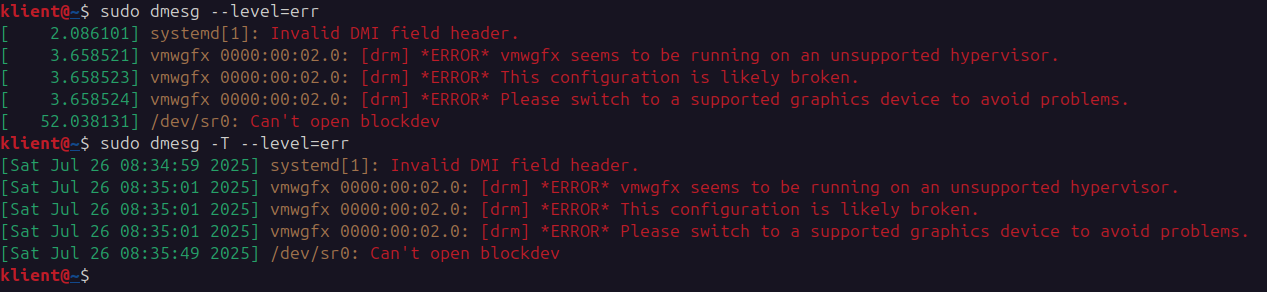 klient@~$ sudo dmesg --level=err
[    2.086101] systemd[1]: Invalid DMI field header.
[    3.658521] vmwgfx 0000:00:02.0: [drm] *ERROR* vmwgfx seems to be running on an unsupported hypervisor.
[    3.658523] vmwgfx 0000:00:02.0: [drm] *ERROR* This configuration is likely broken.
[    3.658524] vmwgfx 0000:00:02.0: [drm] *ERROR* Please switch to a supported graphics device to avoid problems.
[   52.038131] /dev/sr0: Can't open blockdev
klient@~$ sudo dmesg -T --level=err
[Sat Jul 26 08:34:59 2025] systemd[1]: Invalid DMI field header.
[Sat Jul 26 08:35:01 2025] vmwgfx 0000:00:02.0: [drm] *ERROR* vmwgfx seems to be running on an unsupported hypervisor.
[Sat Jul 26 08:35:01 2025] vmwgfx 0000:00:02.0: [drm] *ERROR* This configuration is likely broken.
[Sat Jul 26 08:35:01 2025] vmwgfx 0000:00:02.0: [drm] *ERROR* Please switch to a supported graphics device to avoid problems.
[Sat Jul 26 08:35:49 2025] /dev/sr0: Can't open blockdev
klient@~$